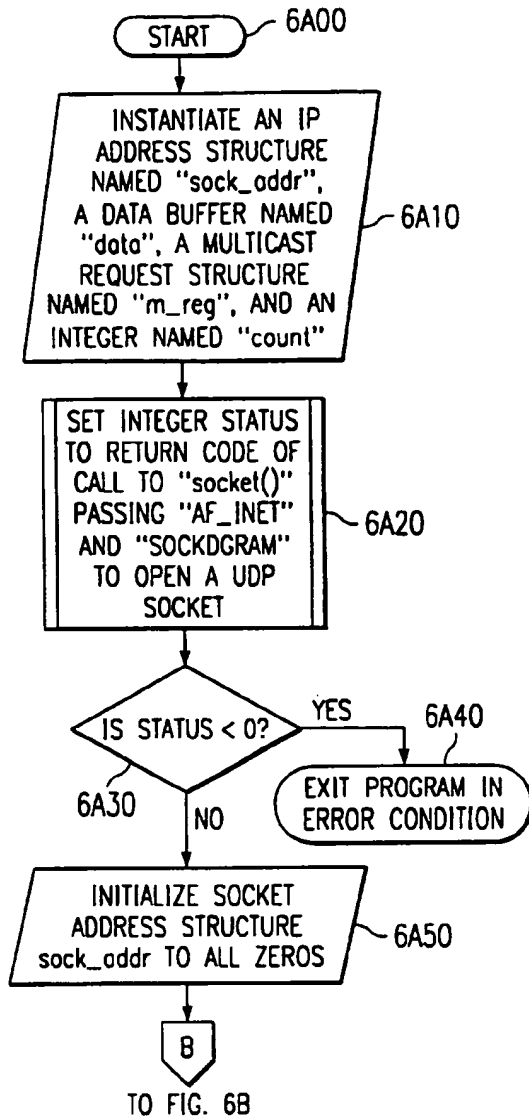 START
6A00
INSTANTIATE AN IP
ADDRESS STRUCTURE
NAMED "sock_addr",
A DATA BUFFER NAMED
"data", A MULTICAST
REQUEST STRUCTURE
NAMED "m_reg", AND AN
INTEGER NAMED "count"
6A10
SET INTEGER STATUS
TO RETURN CODE OF
CALL TO "socket()"
PASSING "AF_INET"
AND "SOCKDGRAM"
TO OPEN A UDP
SOCKET
6A20
IS STATUS < 0?
YES
6A30
NO
6A40
EXIT PROGRAM IN
ERROR CONDITION
INITIALIZE SOCKET
ADDRESS STRUCTURE
sock_addr TO ALL ZEROS
6A50
B
TO FIG. 6B